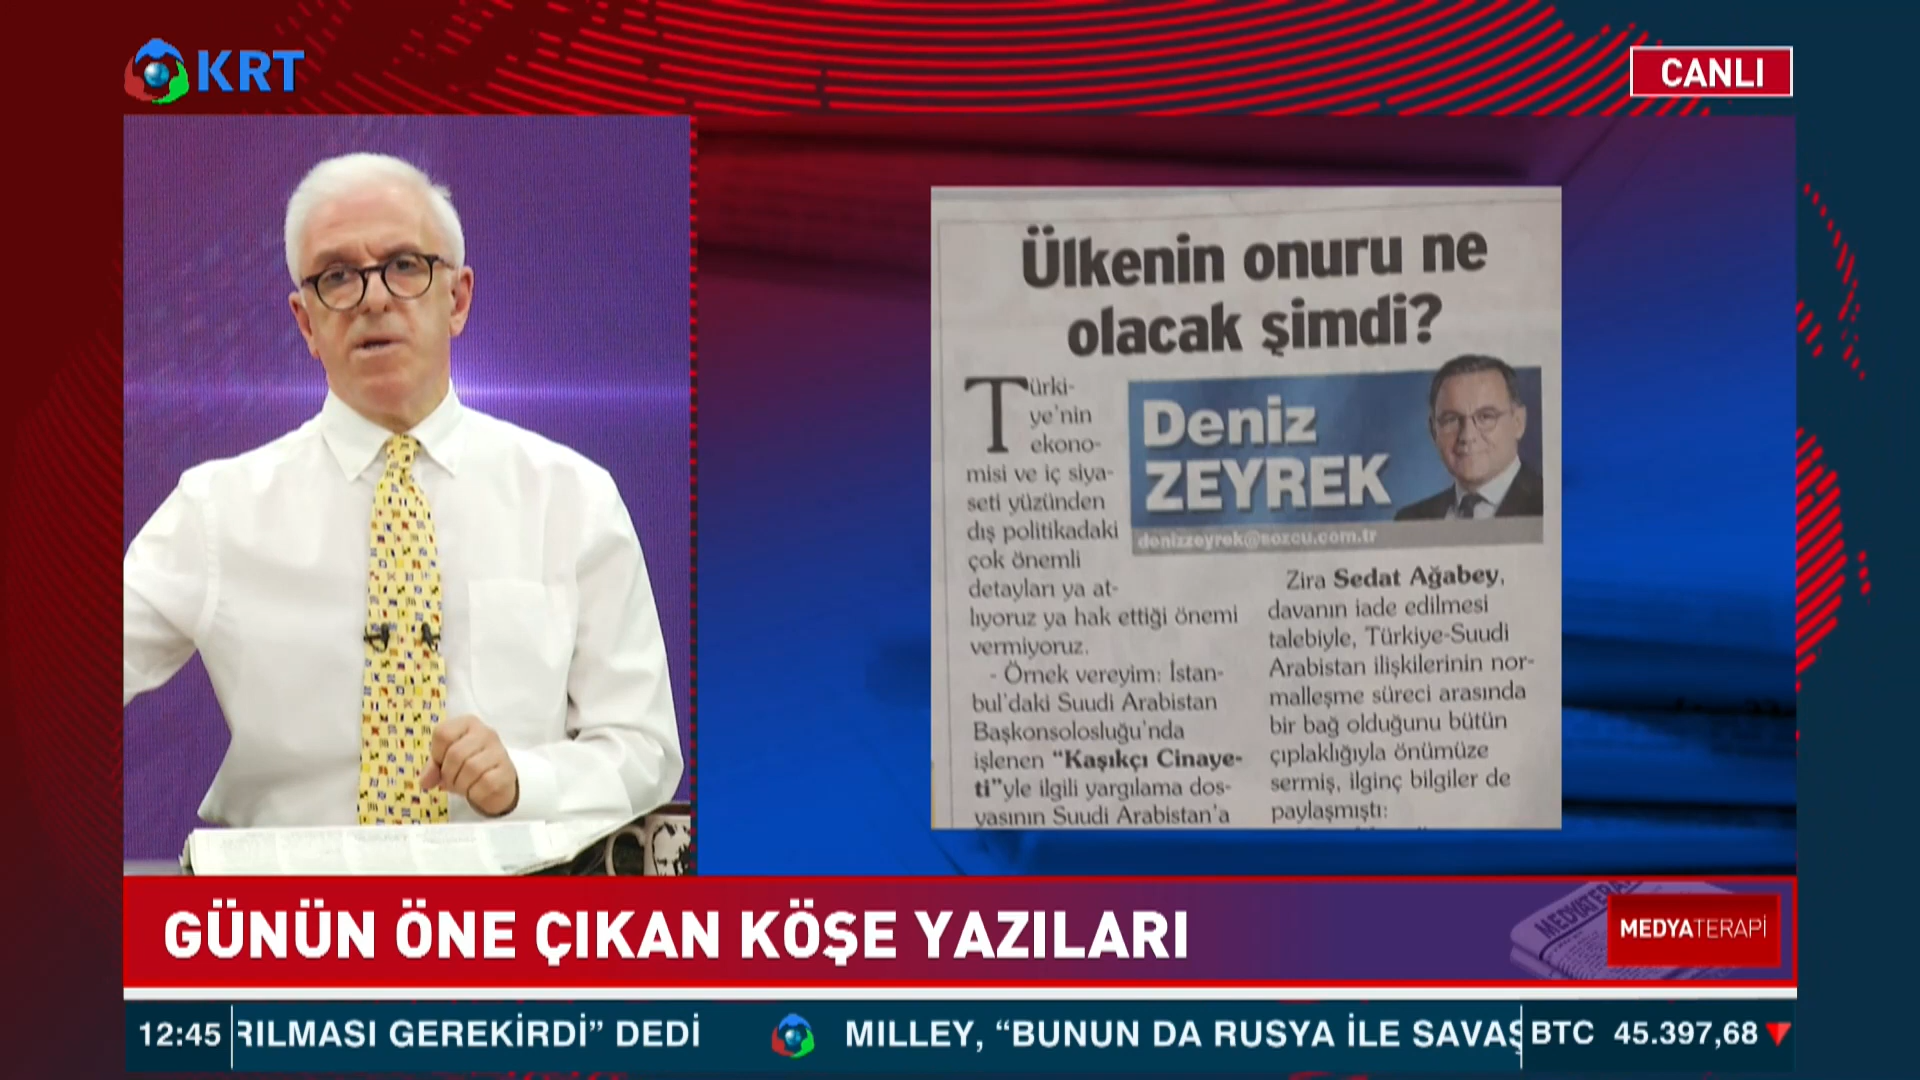 KRT
CANLI
Ülkenin onuru ne
olacak şimdi?
Türki-
ye'nin
ekono-
misi ve iç siya-
seti yüzünden
dış politikadaki
çok önemli
detayları ya at-
lıyoruz ya hak ettiği önemi
vermiyoruz.
- Örnek vereyim: İstan-
bul'daki Suudi Arabistan
Başkonsolosluğu'nda
işlenen "Kaşıkçı Cinaye-
ti"yle ilgili yargılama dos-
yasının Suudi Arabistan'a
Deniz
ZEYREK
denizzeyrek@sozcu.com.tr
Zira Sedat Ağabey,
davanın iade edilmesi
talebiyle, Türkiye-Suudi
Arabistan ilişkilerinin nor-
malleşme süreci arasında
bir bağ olduğunu bütün
çıplaklığıyla önümüze
sermiş, ilginç bilgiler de
paylaşmıştı:
GÜNÜN ÖNE ÇIKAN KÖŞE YAZILARI
MEDYATERAPİ
12:45 RILMASI GEREKİRDİ" DEDİ MILLEY, "BUNUN DA RUSYA İLE SAVAŞ BTC 45.397,68